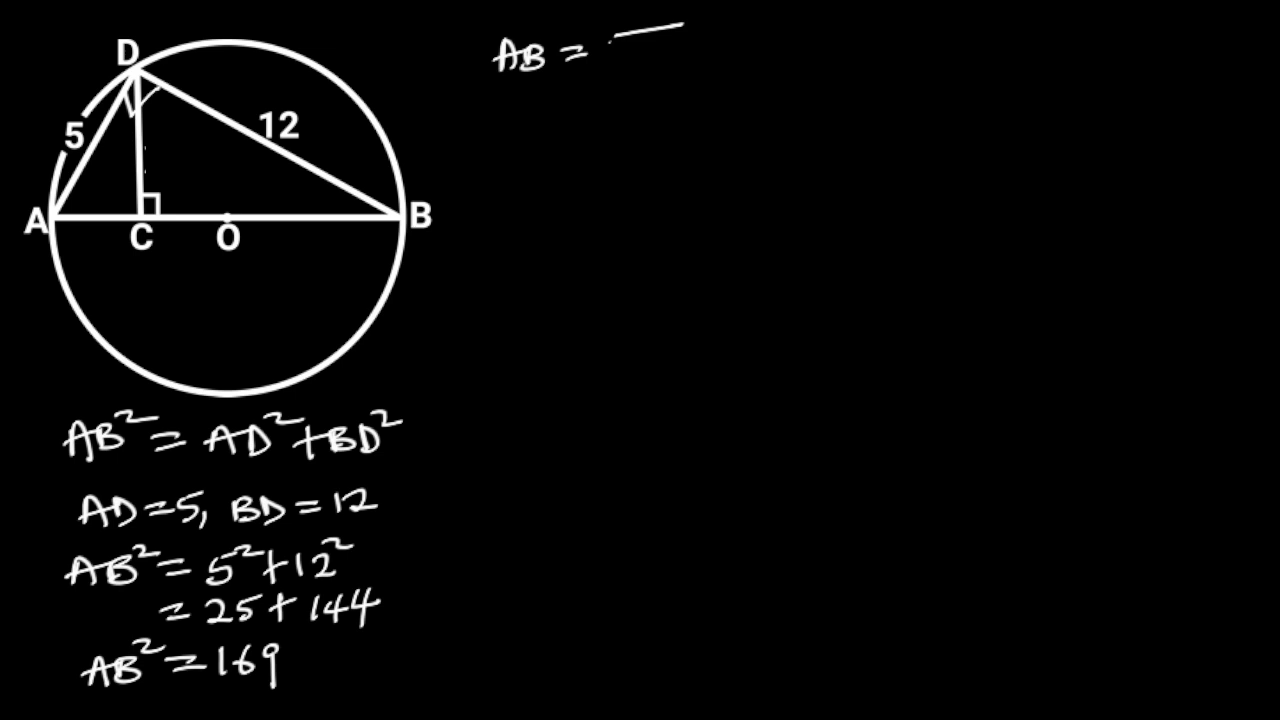 D
5
12
A
C
O
B
AB² = AD² + BD²
AD = 5, BD = 12
AB² = 5² + 12²
= 25 + 144
AB² = 169
AB =